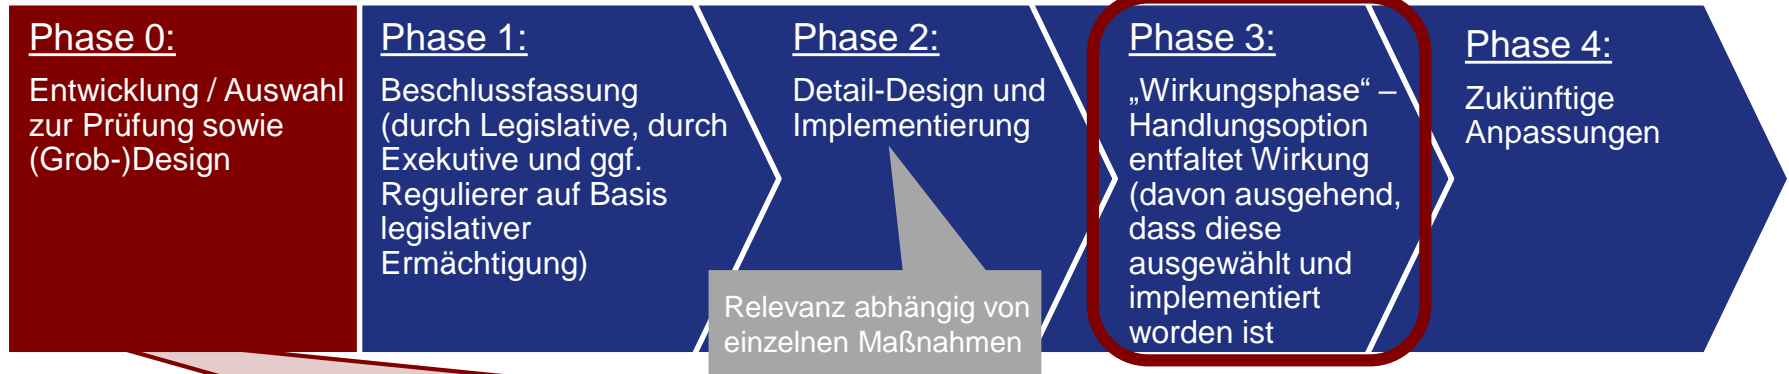 Phase 0:
Entwicklung / Auswahl
zur Prüfung sowie
(Grob-)Design
Phase 1:
Beschlussfassung
(durch Legislative, durch
Exekutive und ggf.
Regulierer auf Basis
legislativer
Ermächtigung)
Phase 2:
Detail-Design und
Implementierung
Relevanz abhängig von
einzelnen Maßnahmen
Phase 3:
„Wirkungsphase“ –
Handlungsoption
entfaltet Wirkung
(davon ausgehend,
dass diese
ausgewählt und
implementiert
worden ist
Phase 4:
Zukünftige
Anpassungen